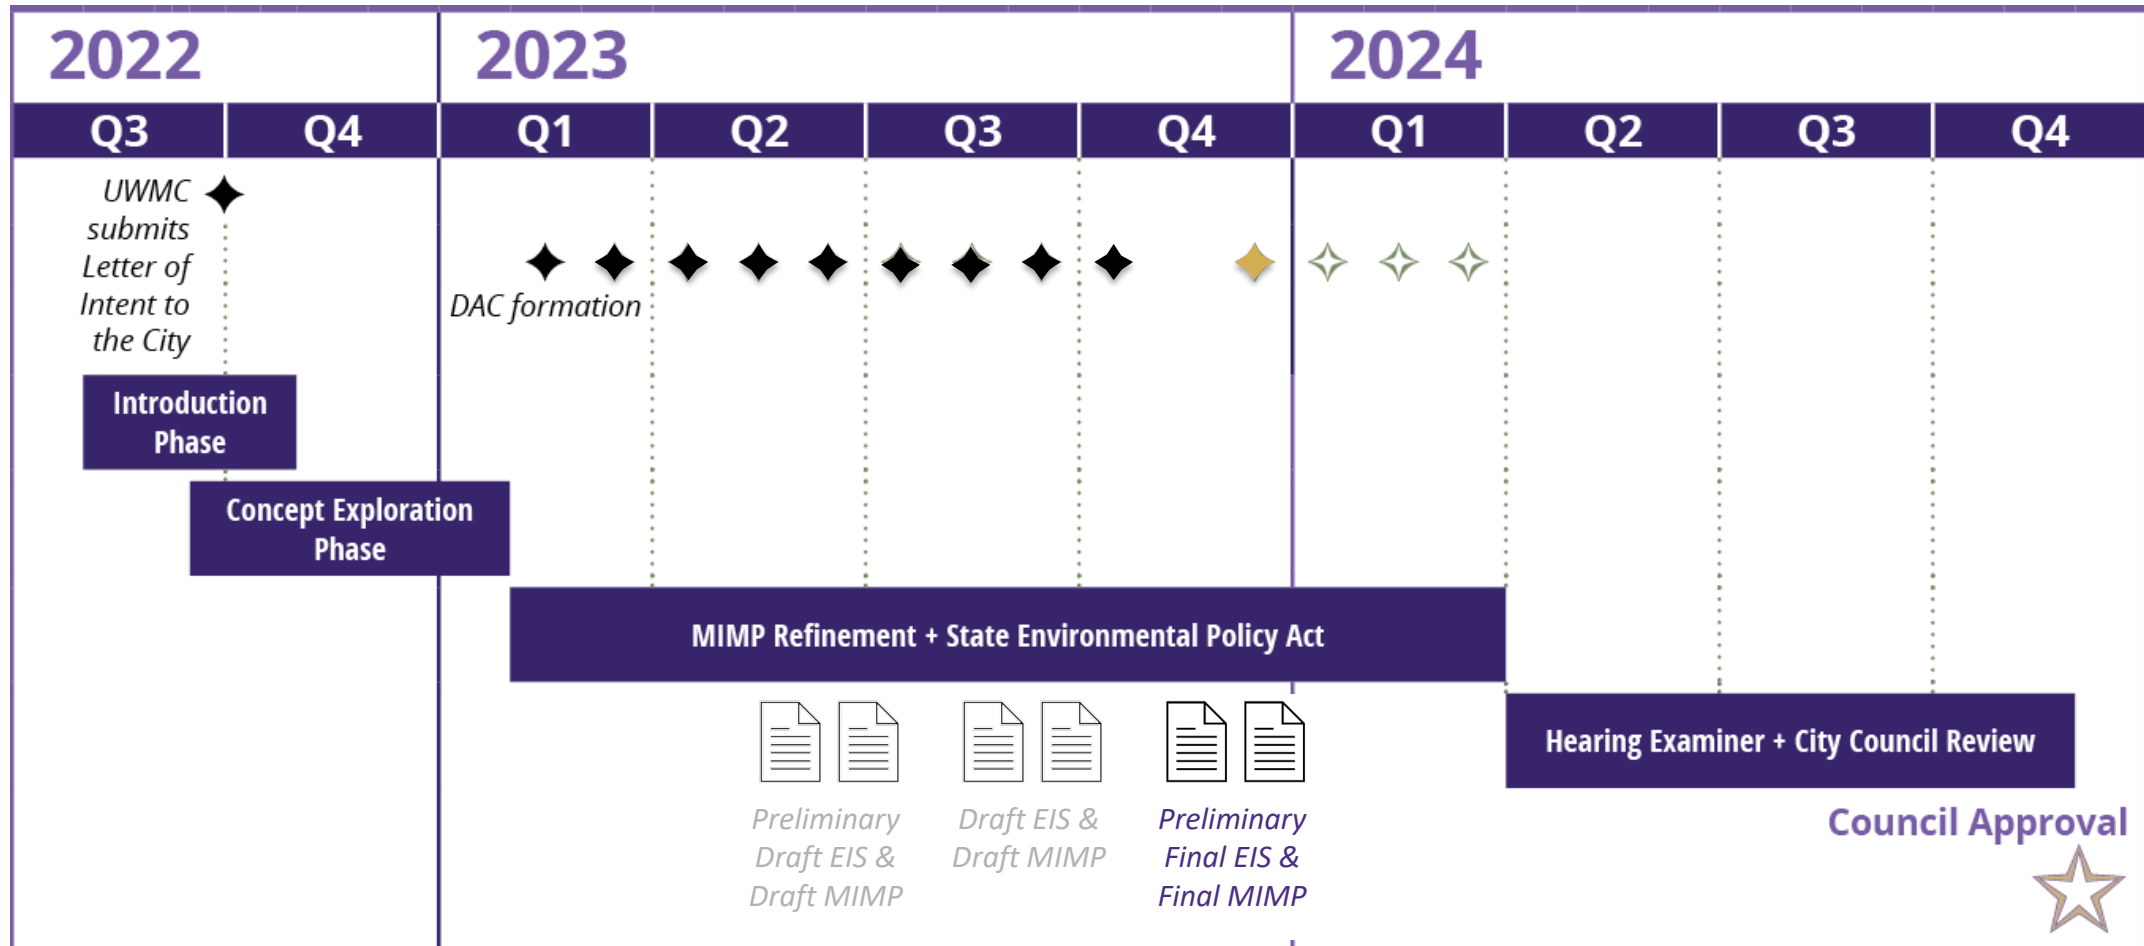 2022
2023
2024
Q3
Q4
Q1
Q2
Q3
Q4
Q1
Q2
Q3
Q4
UWMC
submits
Letter of
Intent to
the City
DAC formation
Introduction
Phase
Concept Exploration
Phase
MIMP Refinement + State Environmental Policy Act
Hearing Examiner + City Council Review
Preliminary
Draft EIS &
Draft MIMP
Draft EIS &
Draft MIMP
Preliminary
Final EIS &
Final MIMP
Council Approval